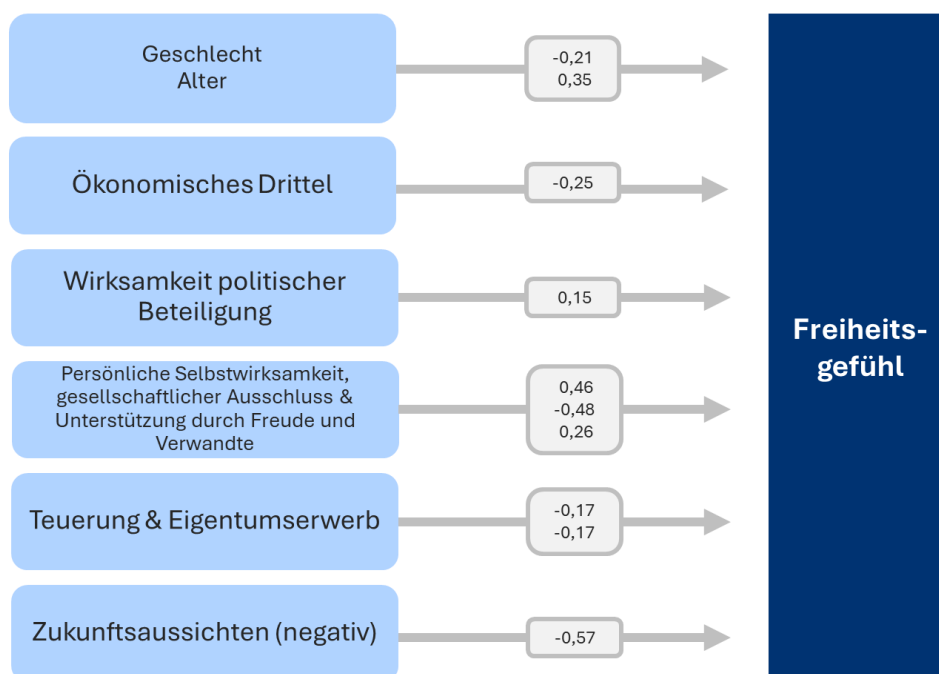 Geschlecht
Alter
-0,21
0,35
Ökonomisches Drittel
-0,25
Wirksamkeit politischer
Beteiligung
0,15
Persönliche Selbstwirksamkeit,
gesellschaftlicher Ausschluss &
Unterstützung durch Freude und
Verwandte
0,46
-0,48
0,26
Teuerung & Eigentumserwerb
-0,17
-0,17
Zukunftsaussichten (negativ)
-0,57
Freiheits-
gefühl